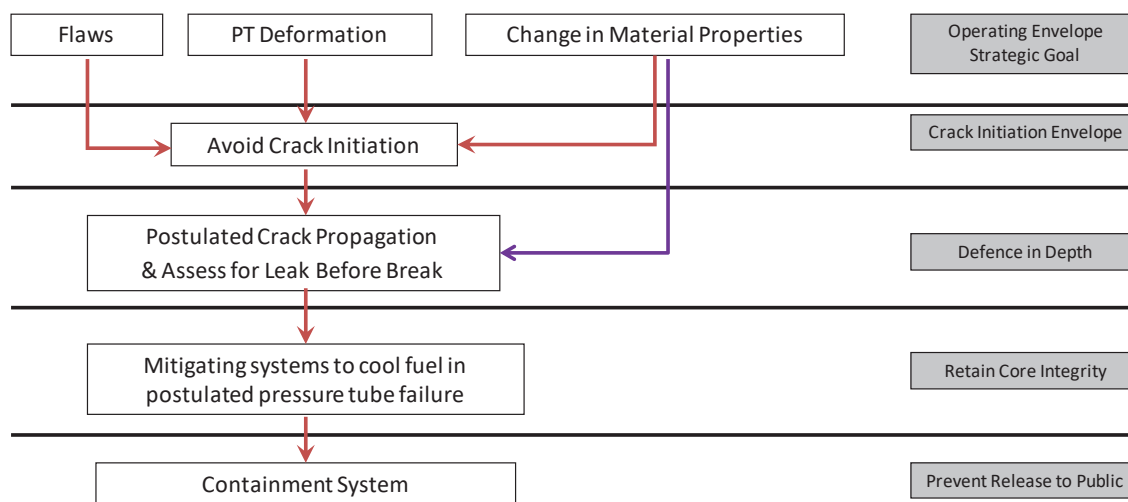 Flaws
PT Deformation
Change in Material Properties
Operating Envelope
Strategic Goal
Avoid Crack Initiation
Crack Initiation Envelope
Postulated Crack Propagation
& Assess for Leak Before Break
Defence in Depth
Mitigating systems to cool fuel in
postulated pressure tube failure
Retain Core Integrity
Containment System
Prevent Release to Public